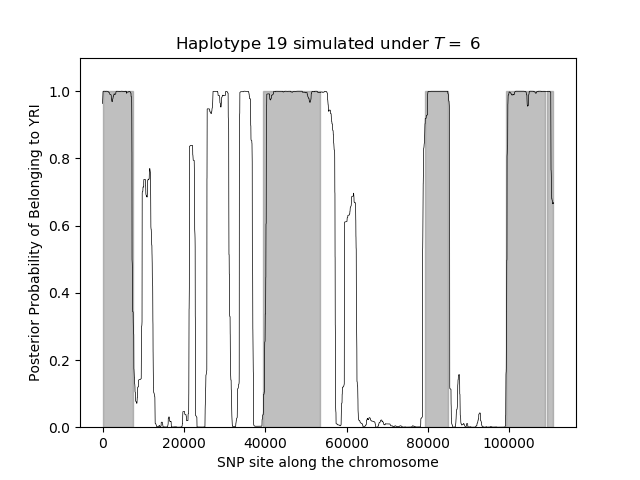 Haplotype 19 simulated under T = 6
Posterior Probability of Belonging to YRI
1.0
0.8
0.6
0.4
0.2
0.0
0 20000 40000 60000 80000 100000
SNP site along the chromosome